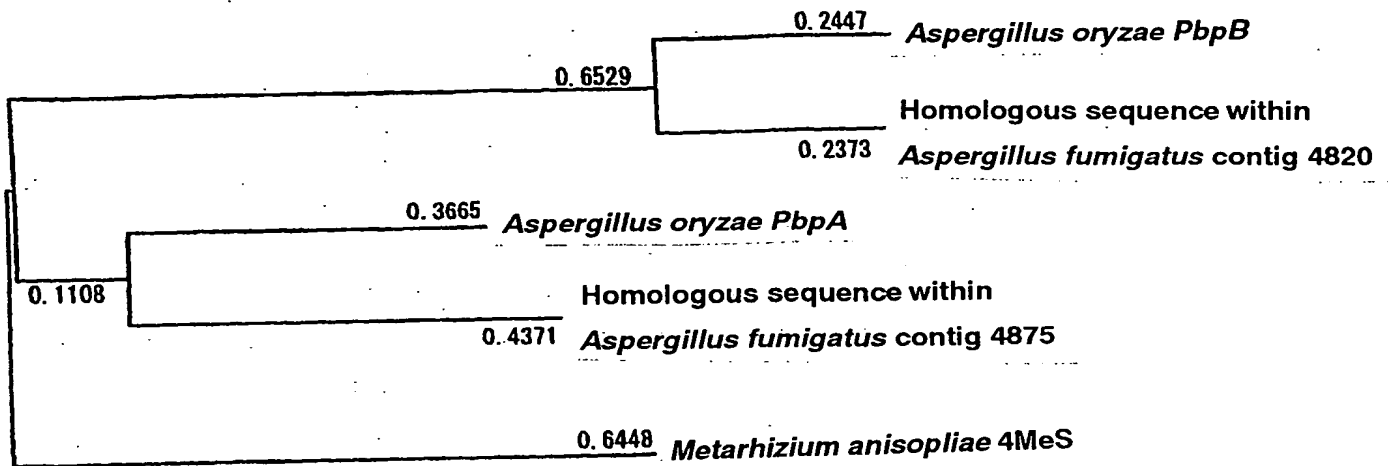 0. 2447
Aspergillus oryzae PbpB
0. 6529
Homologous sequence within
0. 2373
Aspergillus fumigatus contig 4820
0. 3665
Aspergillus oryzae PbpA
0. 1108
Homologous sequence within
0. 4371
Aspergillus fumigatus contig 4875
0. 6448
Metarhizium anisopliae 4MeS